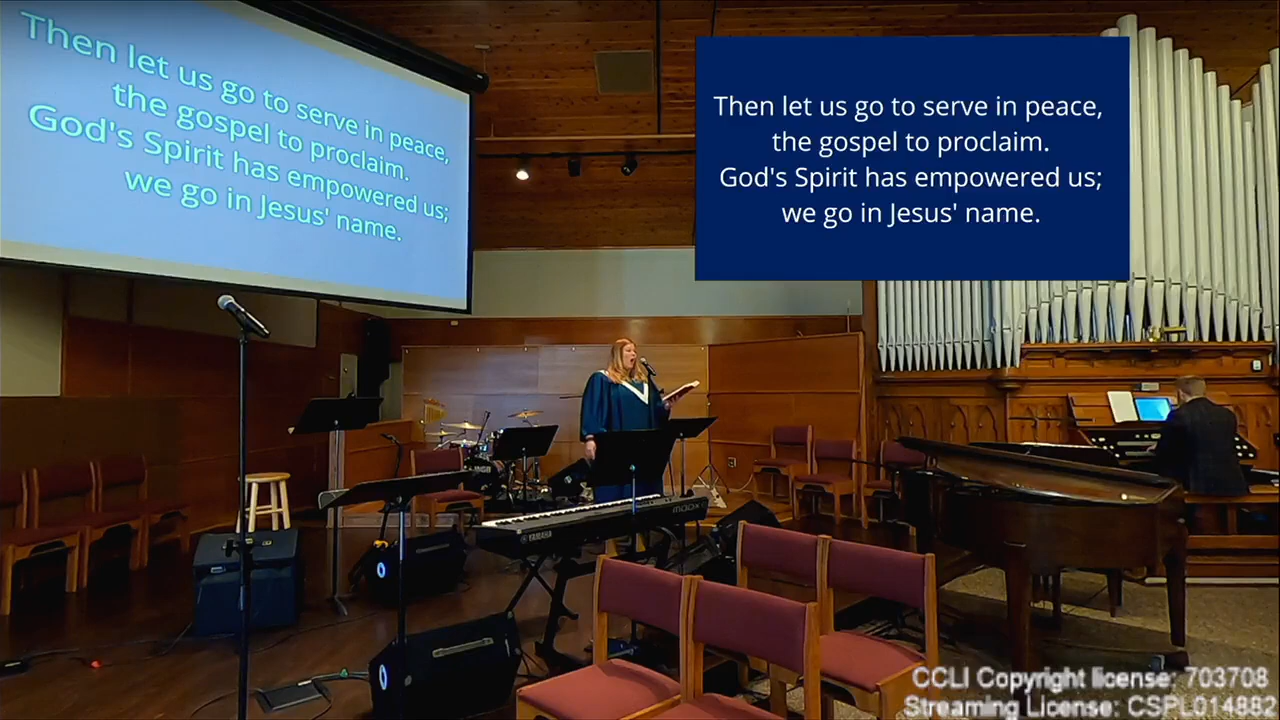 Then let us go to serve in peace,
the gospel to proclaim.
God's Spirit has empowered us;
we go in Jesus' name.
Then let us go to serve in peace,
the gospel to proclaim.
God's Spirit has empowered us;
we go in Jesus' name.
YAMAHA
MODX
CCLI Copyright license: 703708
Streaming License: CSPL014882